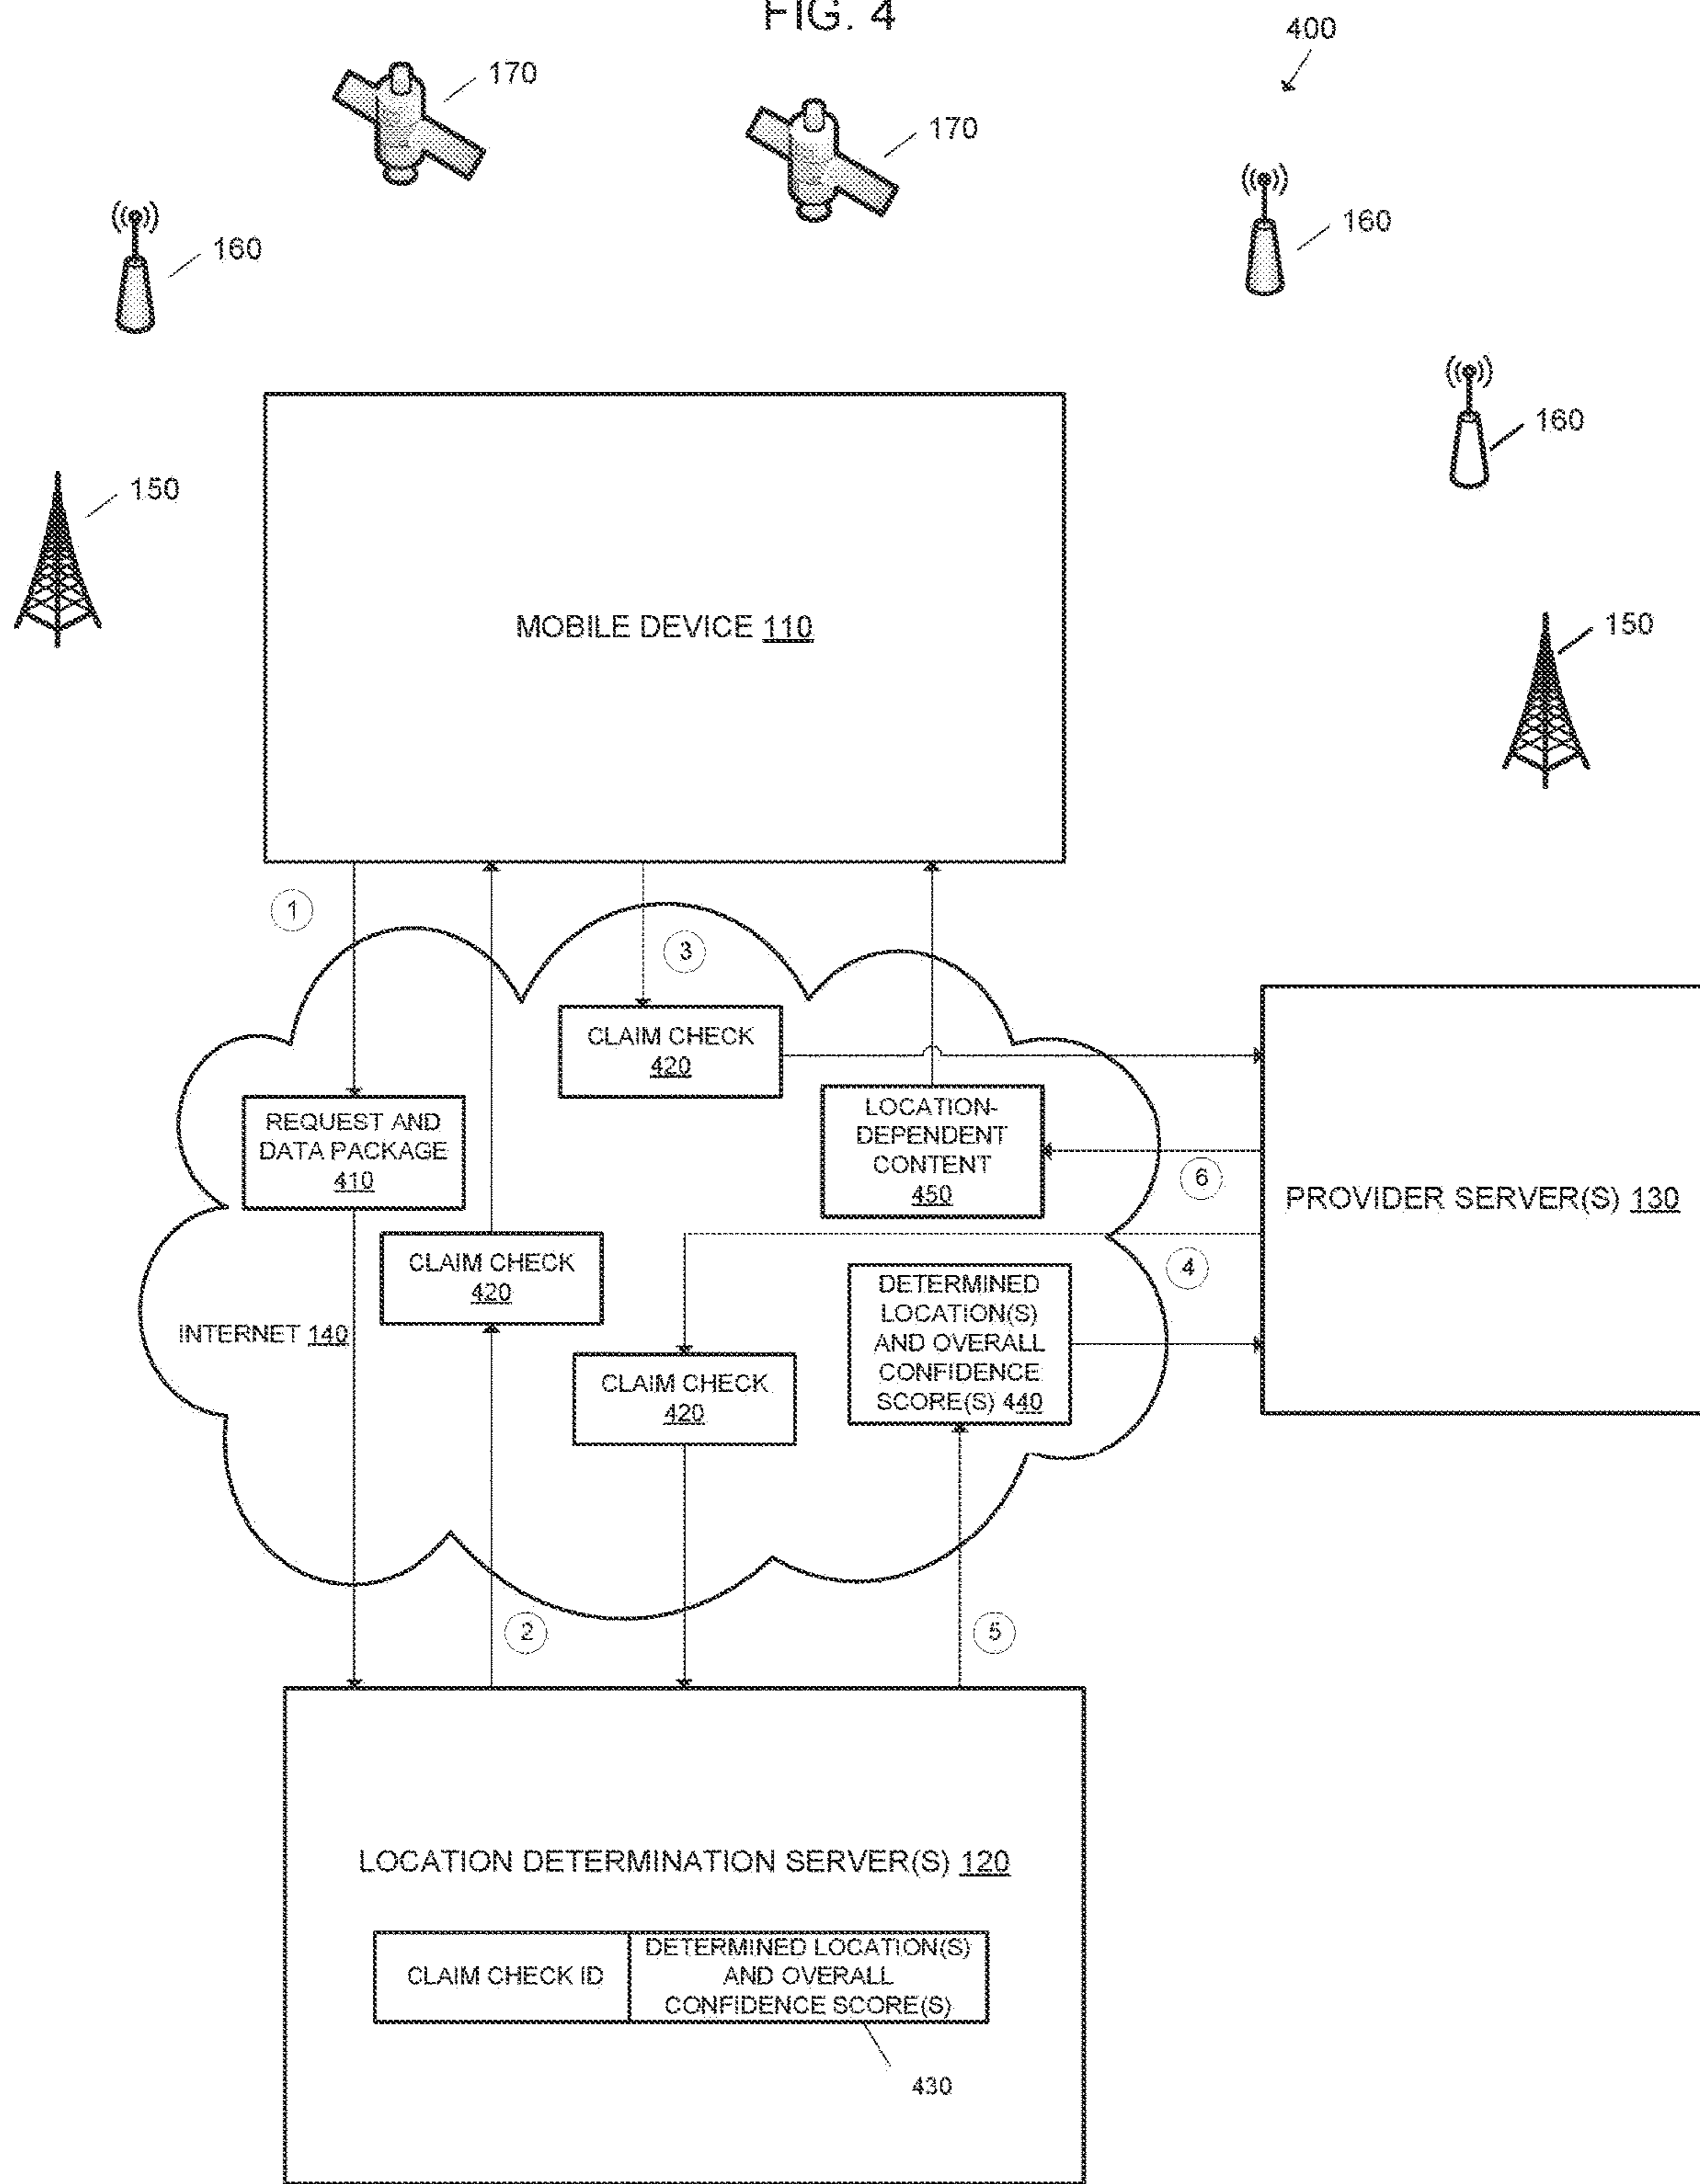 FIG. 4
400
170
170
160
160
160
150
150
MOBILE DEVICE 110
1
3
CLAIM CHECK
420
REQUEST AND
DATA PACKAGE
410
LOCATION-
DEPENDENT
CONTENT
450
6
PROVIDER SERVER(S) 130
CLAIM CHECK
420
4
DETERMINED
LOCATION(S)
AND OVERALL
CONFIDENCE
SCORE(S) 440
INTERNET 140
CLAIM CHECK
420
2
5
LOCATION DETERMINATION SERVER(S) 120
CLAIM CHECK ID
DETERMINED LOCATION(S)
AND OVERALL
CONFIDENCE SCORE(S)
430